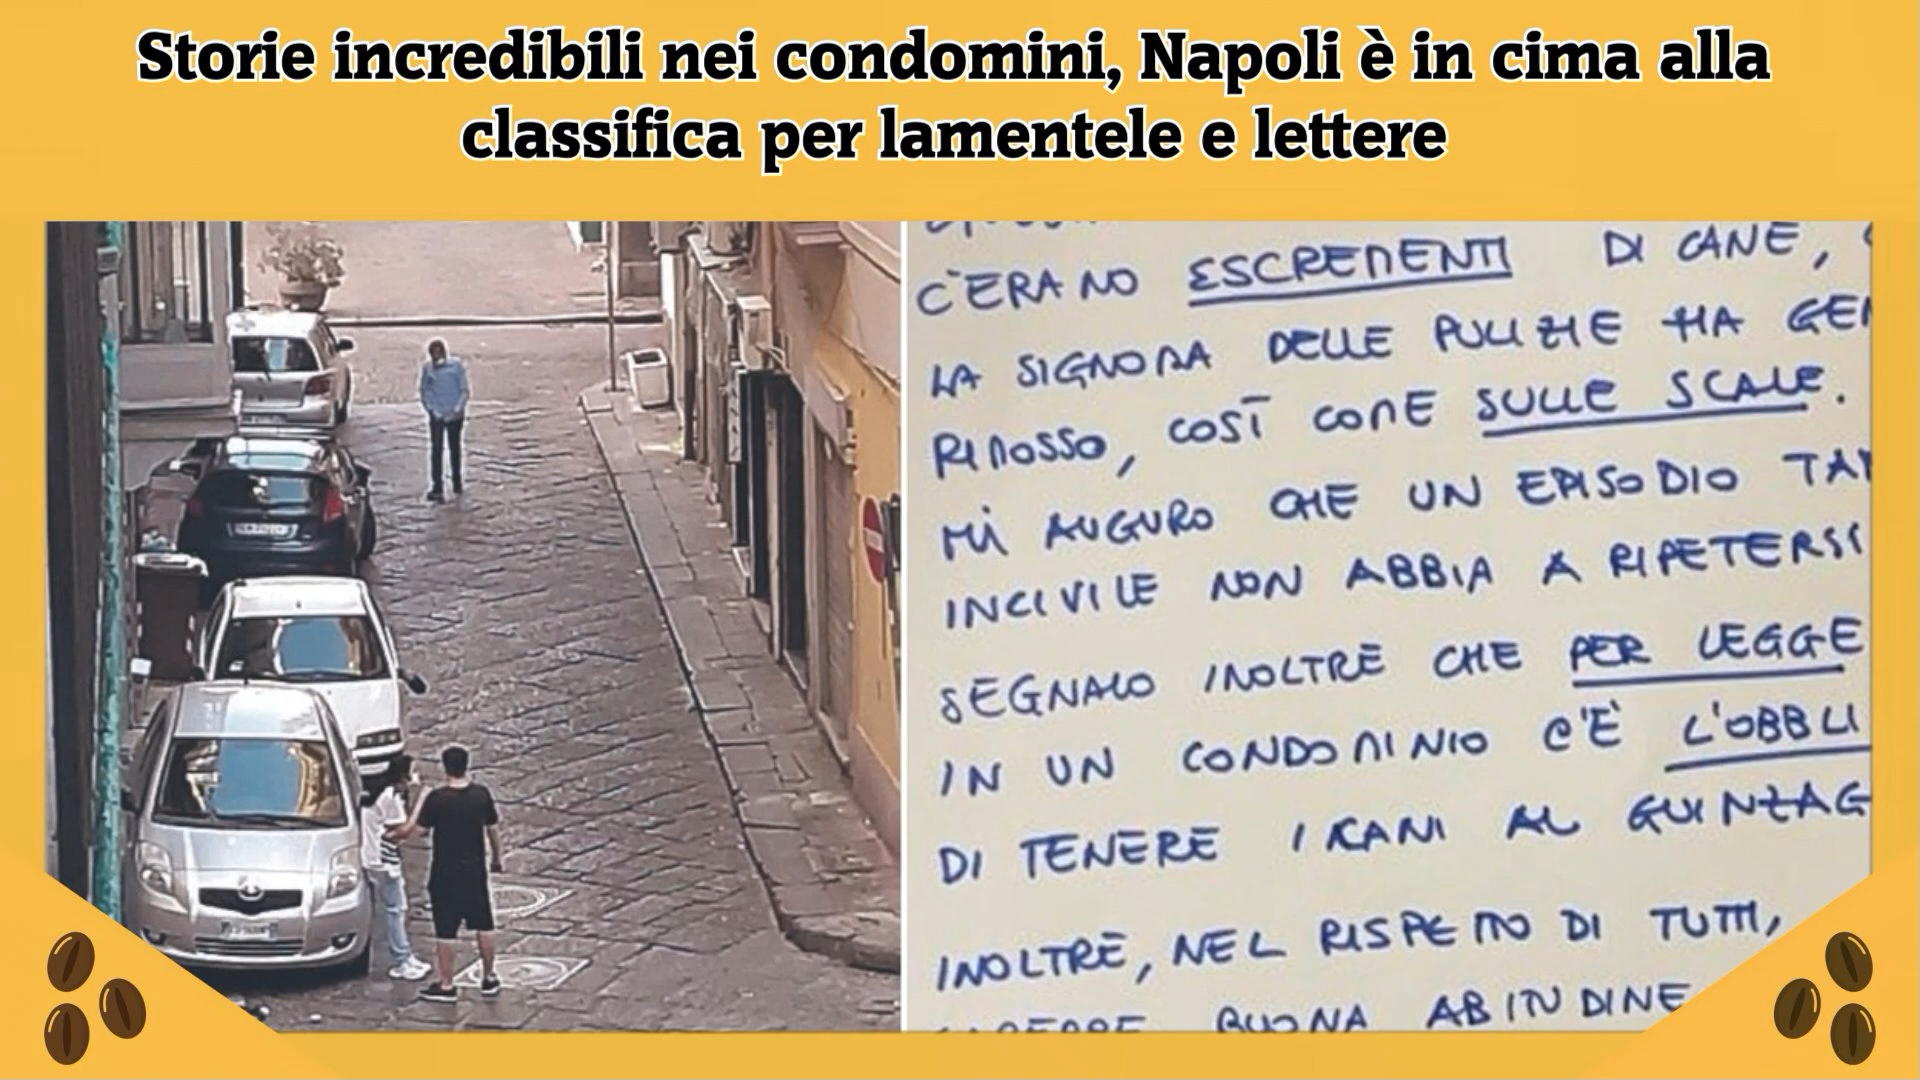 Storie incredibili nei condomini, Napoli è in cima alla
classifica per lamentele e lettere
C'ERANO ESCREMENTI DI CANE,
LA SIGNORA DELLE PULIZIE HA
RIMOSSO, COSÌ COME SULLE SCALE.
MI AUGURO CHE UN EPISODIO
INCIVILE NON ABBIA A RIPETERSI
SEGNALO INOLTRE CHE PER LEGGE
IN UN CONDOMINIO C'È L'OBBLI
DI TENERE I CANI AL GUINZAG
INOLTRE, NEL RISPETTO DI TUTTI,
BUONA ABITUDINE